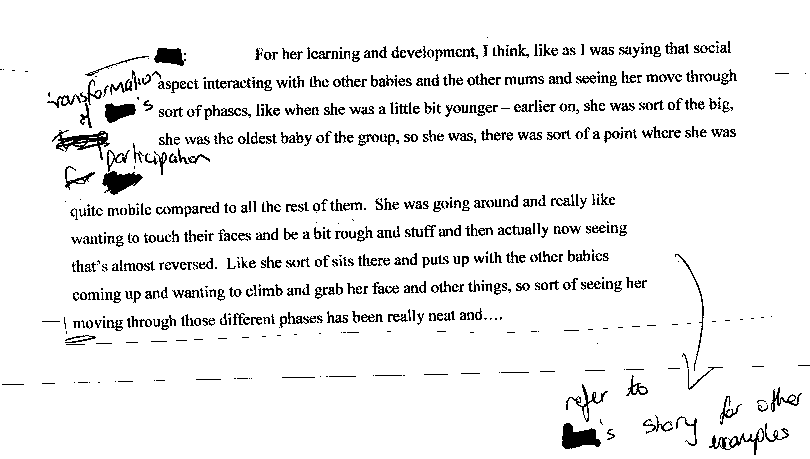 : For her learning and development, I think, like as I was saying that social
aspect interacting with the other babies and the other mums and seeing her move through
sort of phases, like when she was a little bit younger – earlier on, she was sort of the big,
she was the oldest baby of the group, so she was, there was sort of a point where she was
transformation
of 's
participation
for
quite mobile compared to all the rest of them. She was going around and really like
wanting to touch their faces and be a bit rough and stuff and then actually now seeing
that's almost reversed. Like she sort of sits there and puts up with the other babies
coming up and wanting to climb and grab her face and other things, so sort of seeing her
moving through those different phases has been really neat and….
refer to
's story for other
examples